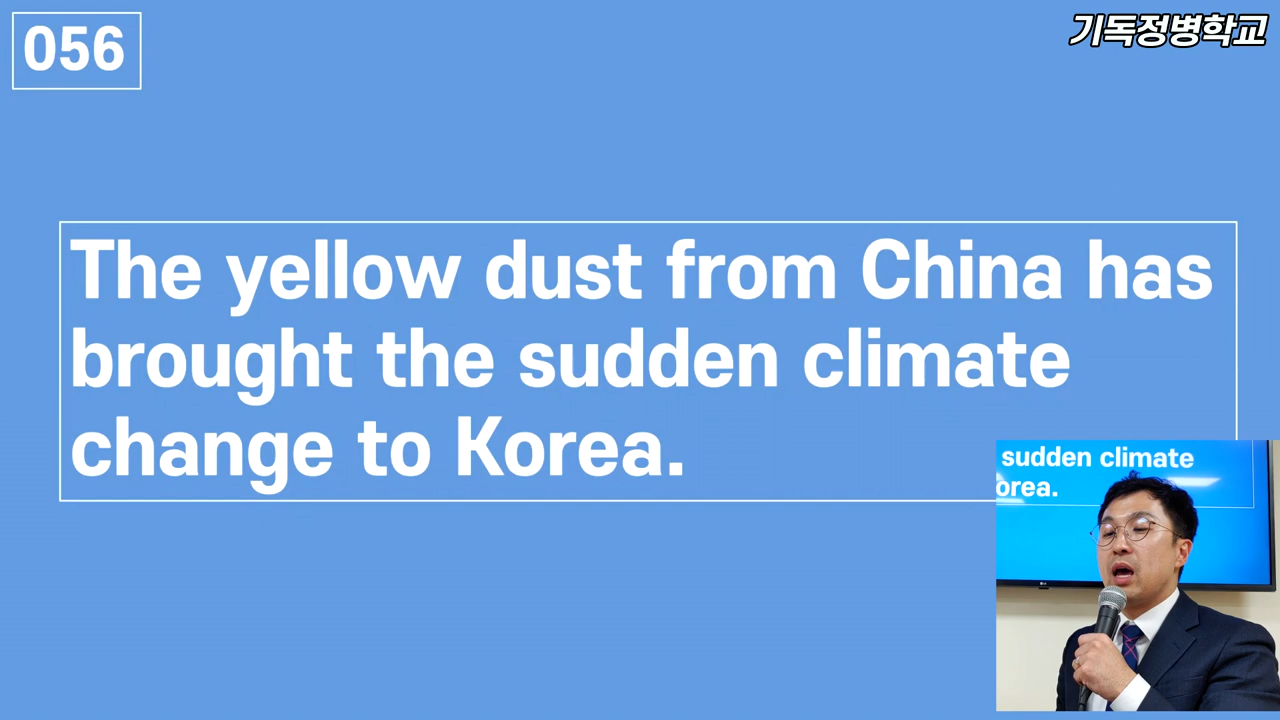 056
기독정병학교
The yellow dust from China has
brought the sudden climate
change to Korea.
sudden climate
orea.
LG